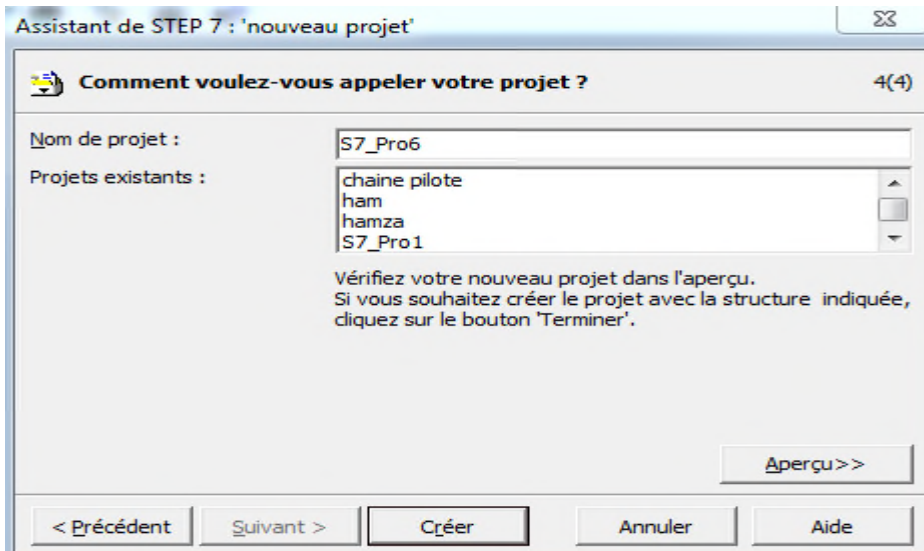 Assistant de STEP 7 : 'nouveau projet'
Comment voulez-vous appeler votre projet ? 4(4)
Nom de projet : S7_Pro6
Projets existants : chaine pilote
ham
hamza
S7_Pro1
Vérifiez votre nouveau projet dans l'aperçu.
Si vous souhaitez créer le projet avec la structure indiquée,
cliquez sur le bouton 'Terminer'.
Aperçu>>
< Précédent Suivant > Créer Annuler Aide